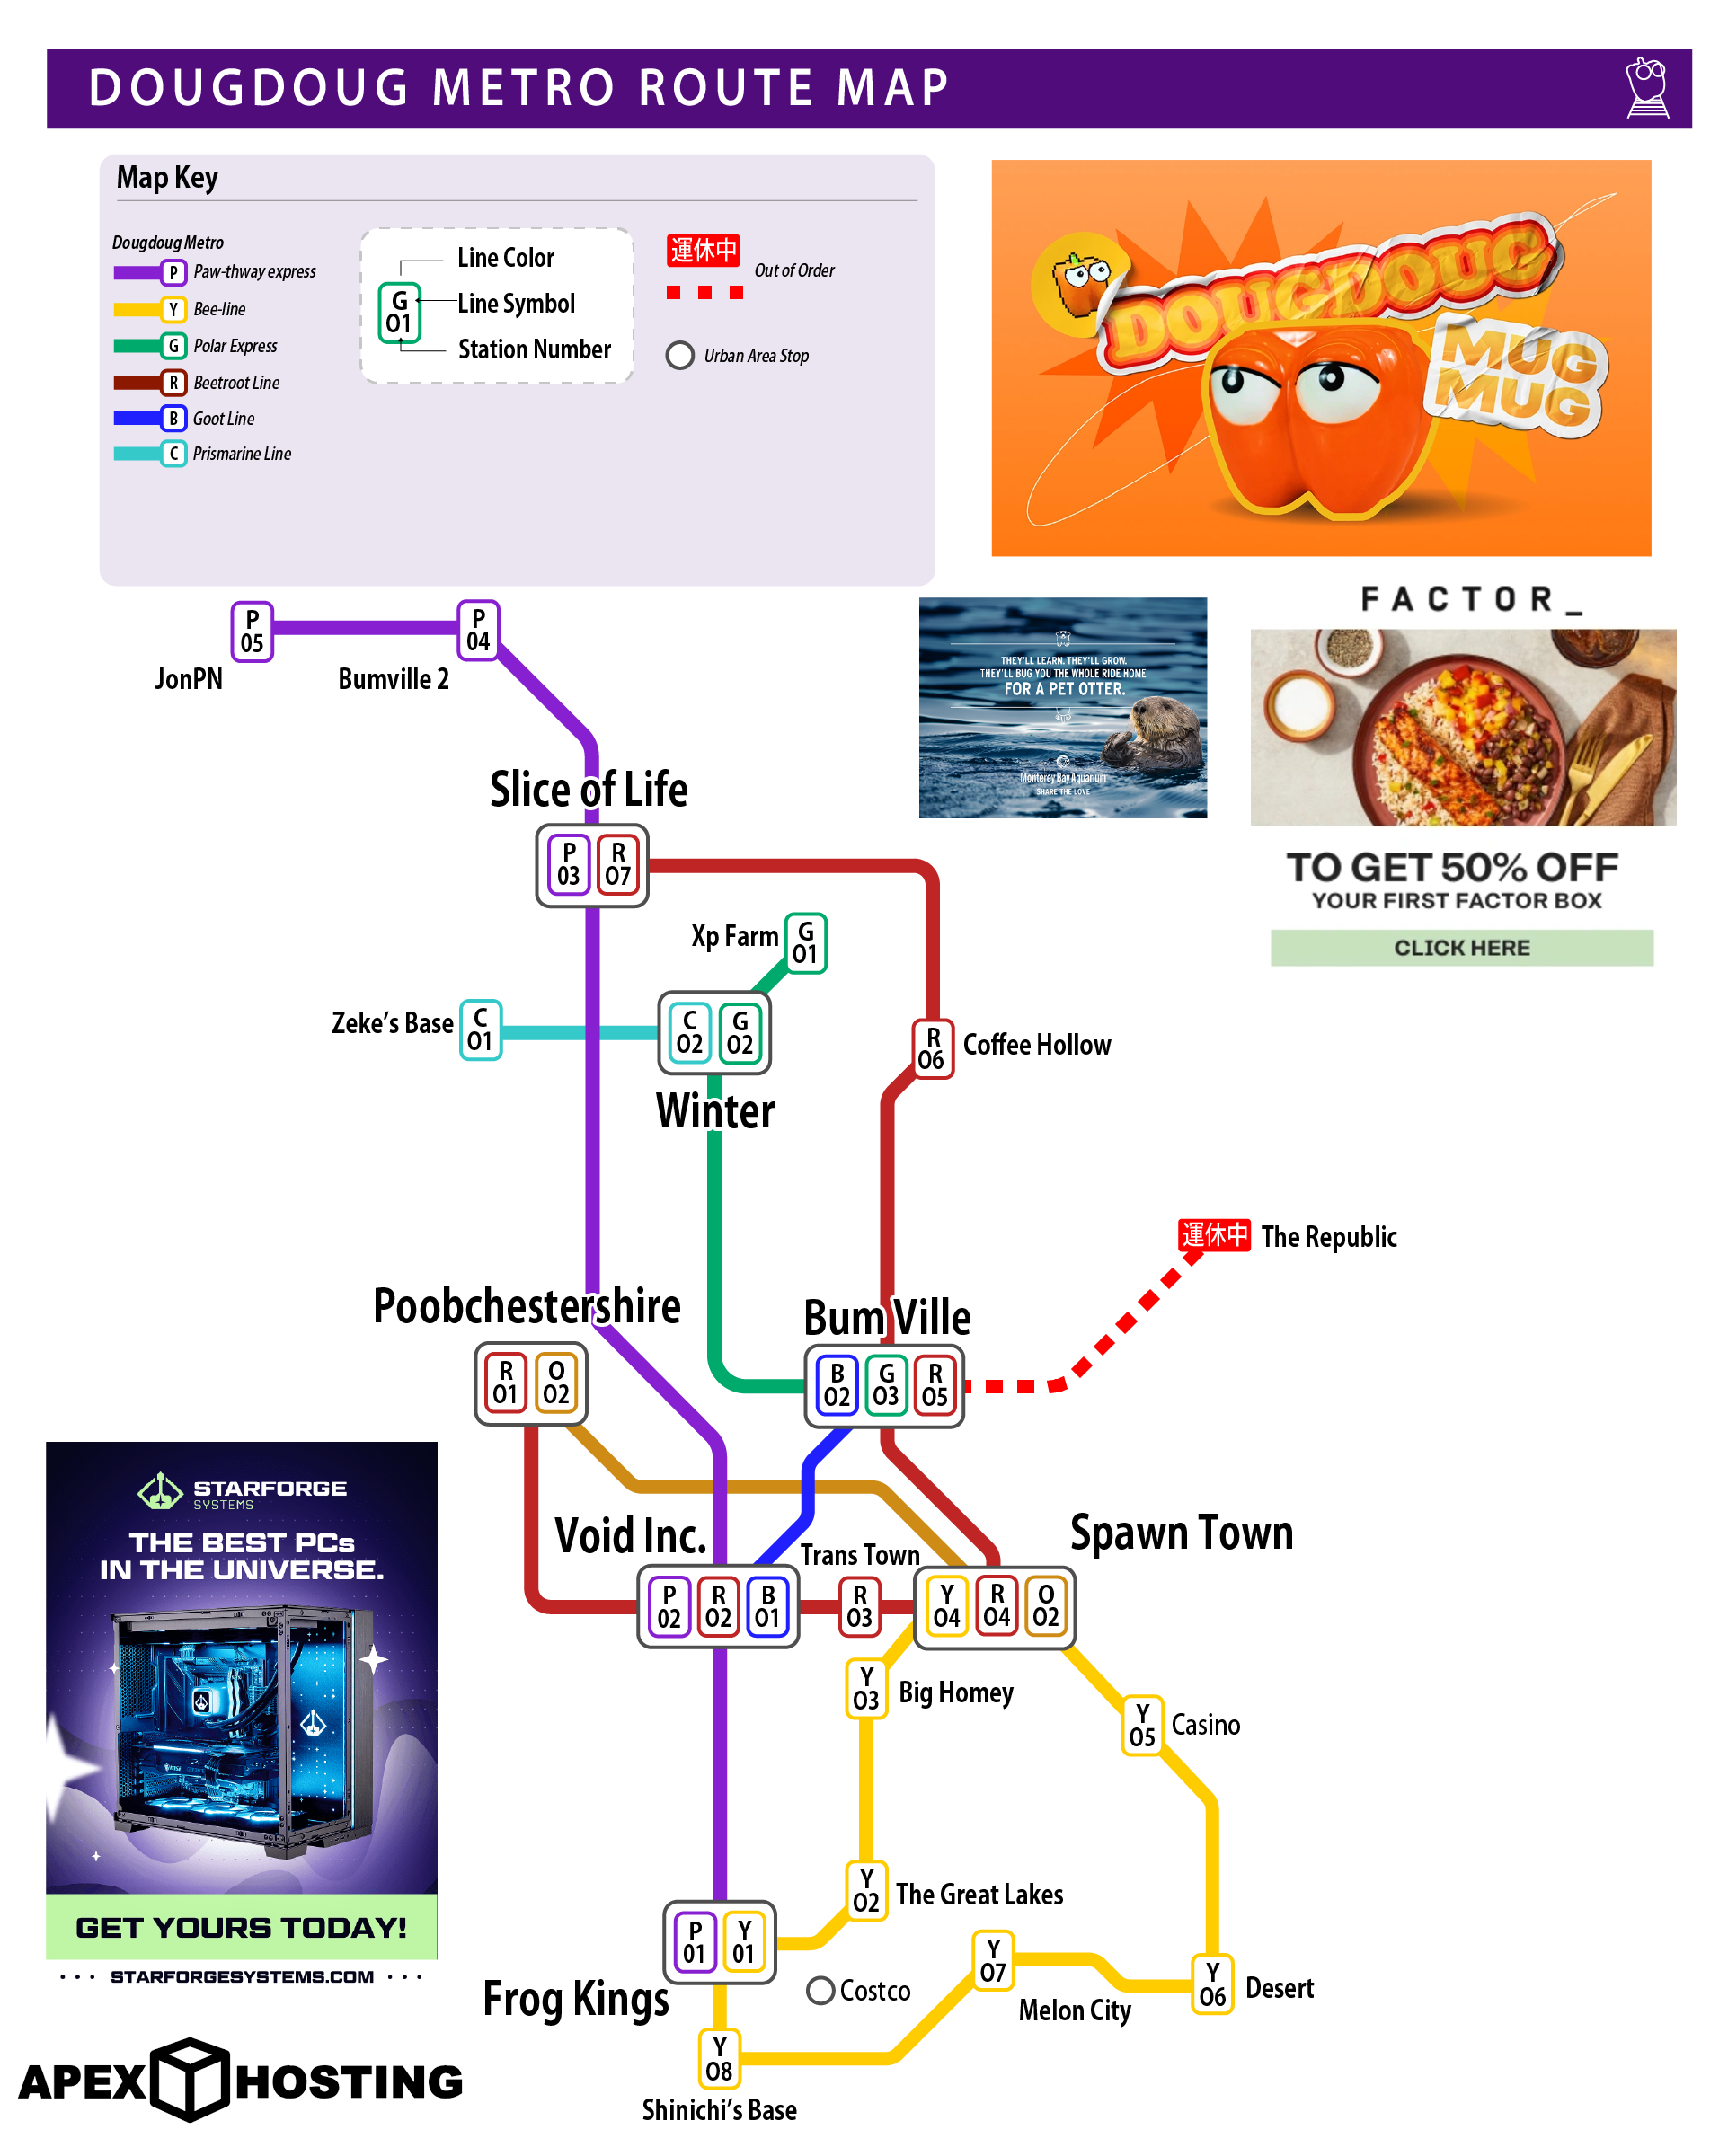 DOUGDOUG METRO ROUTE MAP
Map Key
Dougdoug Metro
P Paw-thway express
Y Bee-line
G Polar Express
R Beetroot Line
B Goot Line
C Prismarine Line
G
01
Line Color
Line Symbol
Station Number
運休中
Out of Order
Urban Area Stop
DOUGDOUG
MUG
MUG
THEY'LL LEARN. THEY'LL GROW.
THEY'LL BUG YOU THE WHOLE RIDE HOME
FOR A PET OTTER.
Monterey Bay Aquarium
SHARE THE LOVE
FACTOR_
TO GET 50% OFF
YOUR FIRST FACTOR BOX
CLICK HERE
P
05
JonPN
P
04
Bumville 2
Slice of Life
P
03
R
07
Xp Farm
G
01
Zeke's Base
C
01
C
02
G
02
Winter
R
06
Coffee Hollow
運休中 The Republic
Poobchestershire
R
01
O
02
Bum Ville
B
02
G
03
R
05
Void Inc.
P
02
R
02
B
01
Trans Town
R
03
Spawn Town
Y
04
R
04
O
02
Y
03
Big Homey
Y
05
Casino
Y
02
The Great Lakes
P
01
Y
01
Frog Kings
Costco
Y
07
Melon City
Y
06
Desert
Y
08
Shinichi's Base
STARFORGE
SYSTEMS
THE BEST PCs
IN THE UNIVERSE.
GET YOURS TODAY!
• • • STARFORGESYSTEMS.COM • • •
APEX HOSTING